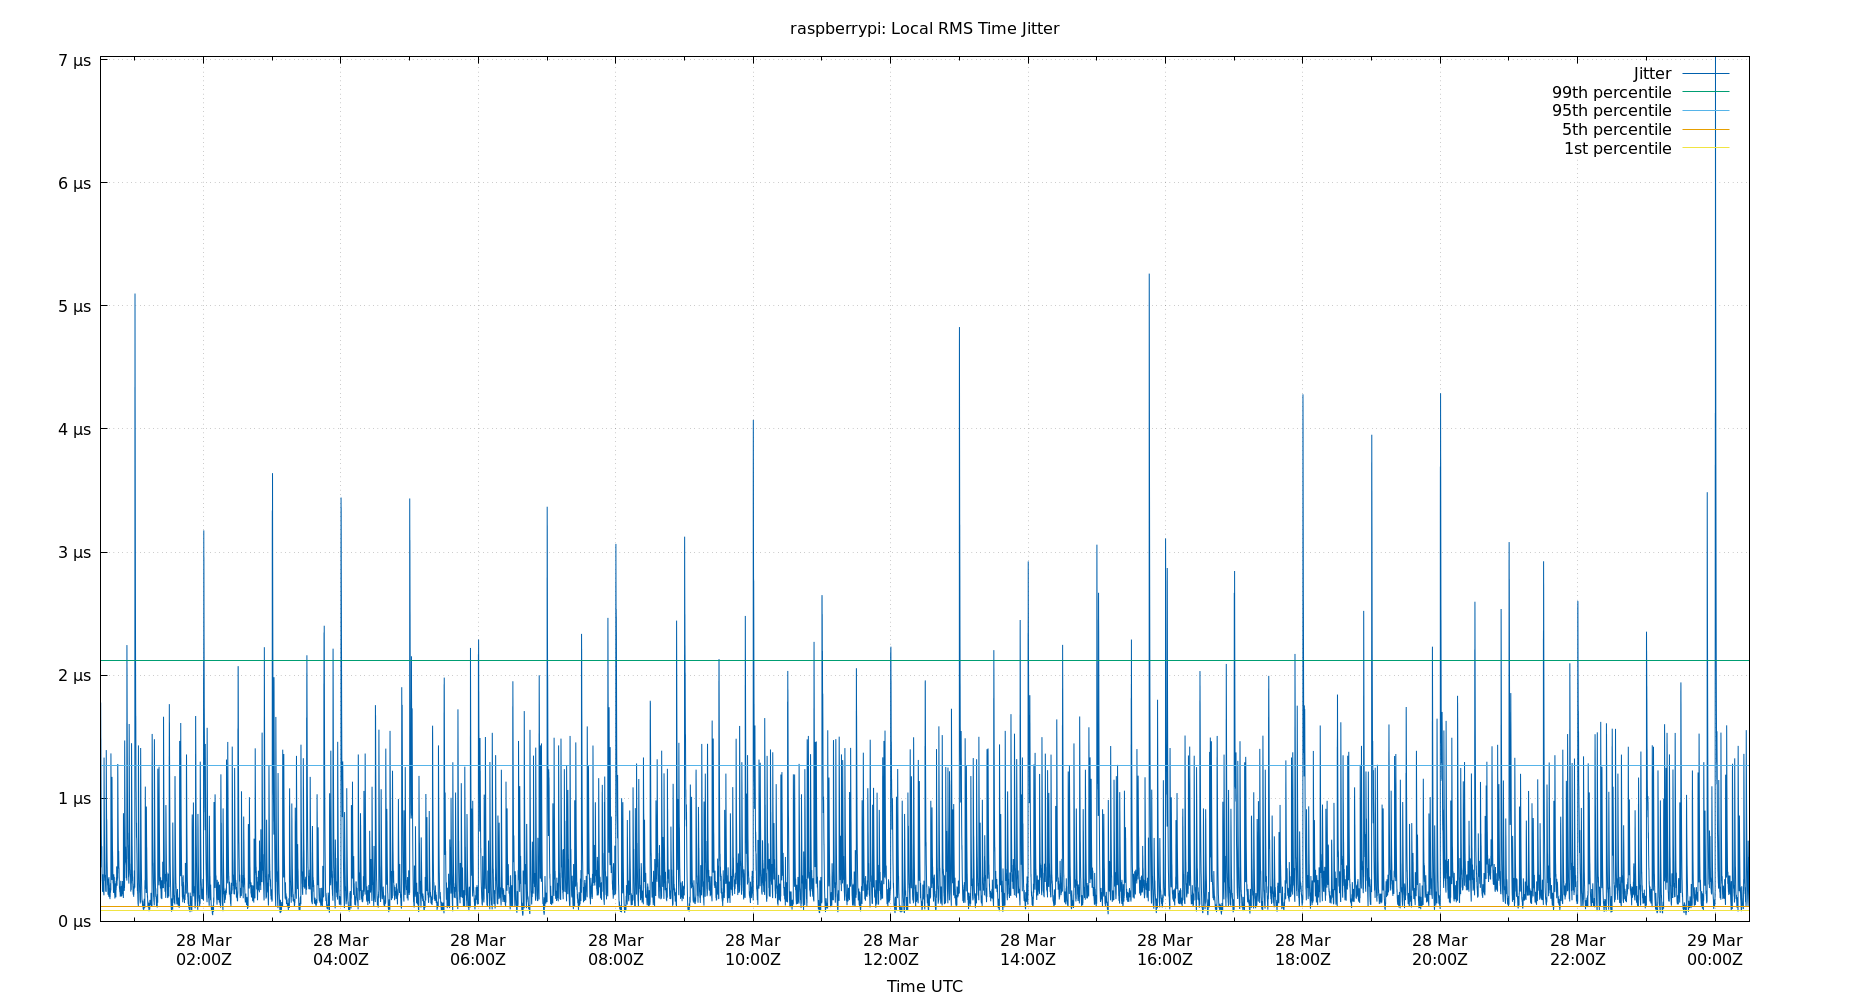 raspberrypi: Local RMS Time Jitter
7 µs
6 µs
5 µs
4 µs
3 µs
2 µs
1 µs
0 µs
Jitter
99th percentile
95th percentile
5th percentile
1st percentile
28 Mar 28 Mar 28 Mar 28 Mar 28 Mar 28 Mar 28 Mar 28 Mar 28 Mar 28 Mar 28 Mar 29 Mar
02:00Z 04:00Z 06:00Z 08:00Z 10:00Z 12:00Z 14:00Z 16:00Z 18:00Z 20:00Z 22:00Z 00:00Z
Time UTC